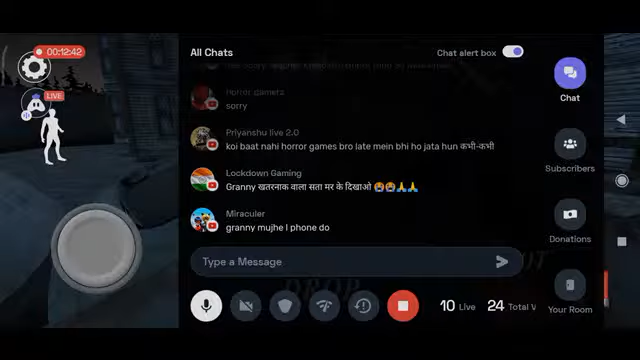 00:12:42
All Chats
Chat alert box
LIVE
Horror gamerz
sorry
Chat
Priyanshu live 2.0
koi baat nahi horror games bro late mein bhi ho jata hun कभी-कभी
Subscribers
Lockdown Gaming
Granny खतरनाक वाला सता मर के दिखाओ 😭😭🙏🙏
Miraculer
granny mujhe I phone do
Donations
Type a Message
DROP
10 Live
24 Total V
Your Room